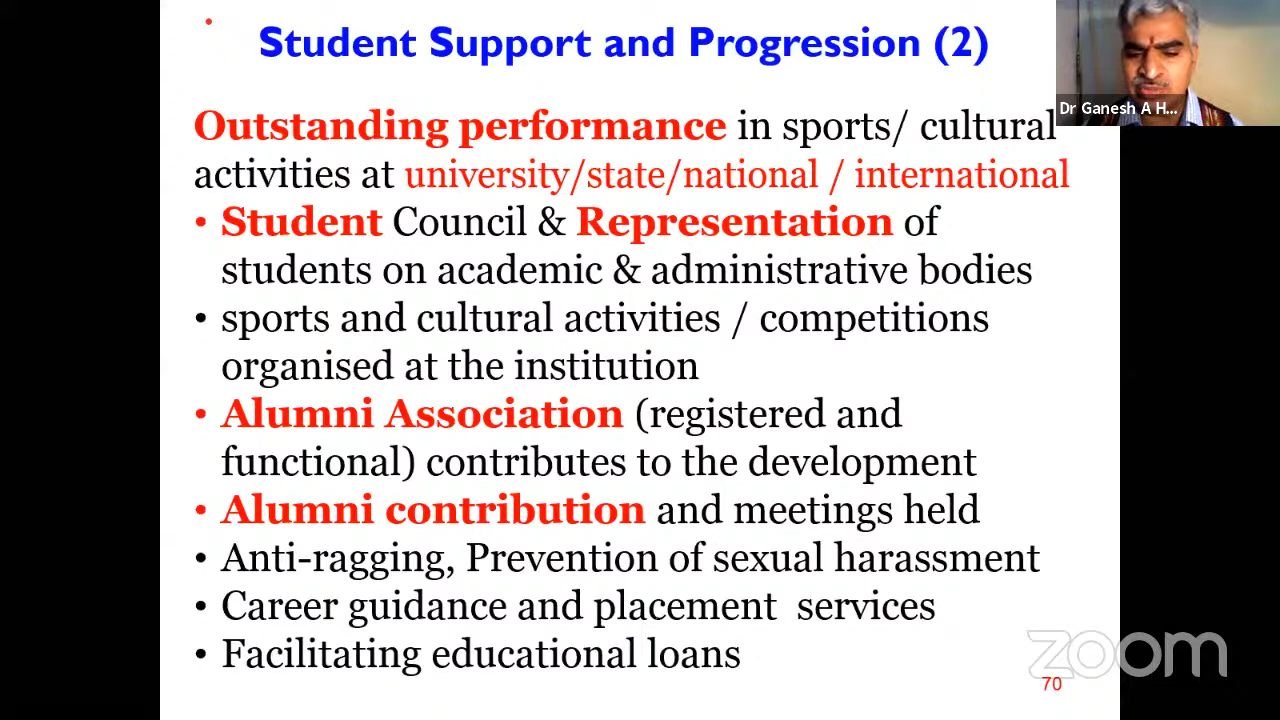 Student Support and Progression (2)
Dr Ganesh A H...
Outstanding performance in sports/ cultural
activities at university/state/national / international
• Student Council & Representation of
students on academic & administrative bodies
• sports and cultural activities / competitions
organised at the institution
• Alumni Association (registered and
functional) contributes to the development
• Alumni contribution and meetings held
• Anti-ragging, Prevention of sexual harassment
• Career guidance and placement services
• Facilitating educational loans
zoom
70